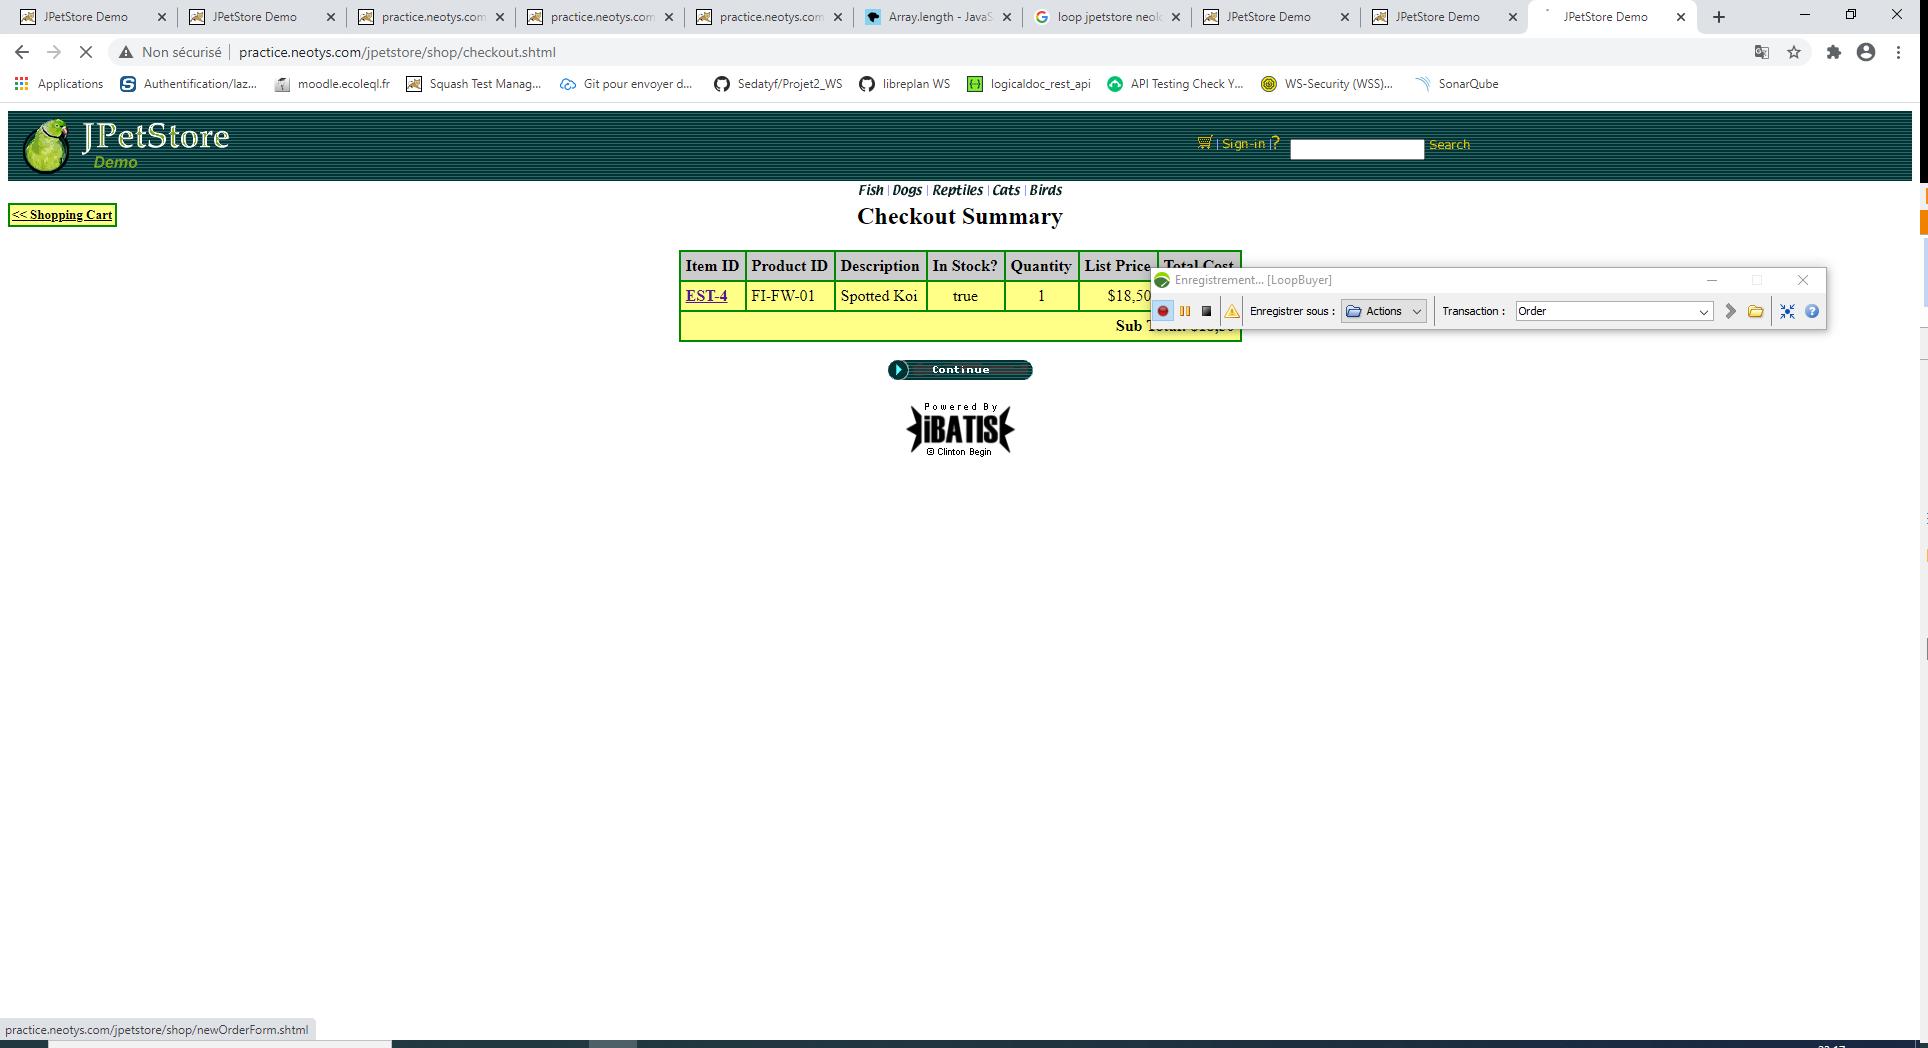 JPetStore Demo
JPetStore Demo
practice.neotys.com
practice.neotys.com
practice.neotys.com
Array.length - JavaS
loop jpetstore neol
JPetStore Demo
JPetStore Demo
JPetStore Demo
Non sécurisé practice.neotys.com/jpetstore/shop/checkout.shtml
Applications
Authentification/laz...
moodle.ecoleql.fr
Squash Test Manag...
Git pour envoyer d...
Sedatyf/Projet2_WS
libreplan WS
logicaldoc_rest_api
API Testing Check Y...
WS-Security (WSS)...
SonarQube
JPetStore
Demo
| Sign-in | ? Search
Fish | Dogs | Reptiles | Cats | Birds
<< Shopping Cart
Checkout Summary
Item ID Product ID Description In Stock? Quantity List Price Total Cost
EST-4 FI-FW-01 Spotted Koi true 1 $18,50
Sub Total: $18,50
Enregistrement... [LoopBuyer]
Enregistrer sous : Actions Transaction : Order
Continue
Powered By
iBATIS
© Clinton Begin
practice.neotys.com/jpetstore/shop/newOrderForm.shtml